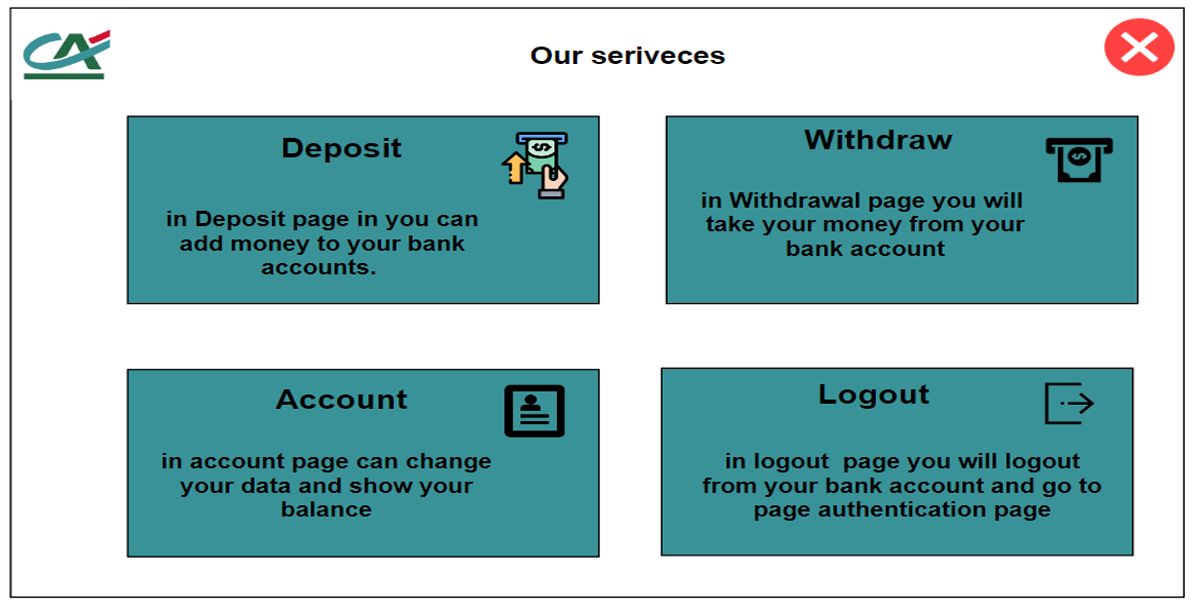 CA
Our seriveces
Deposit
in Deposit page in you can
add money to your bank
accounts.
Withdraw
in Withdrawal page you will
take your money from your
bank account
Account
in account page can change
your data and show your
balance
Logout
in logout  page you will logout
from your bank account and go to
page authentication page